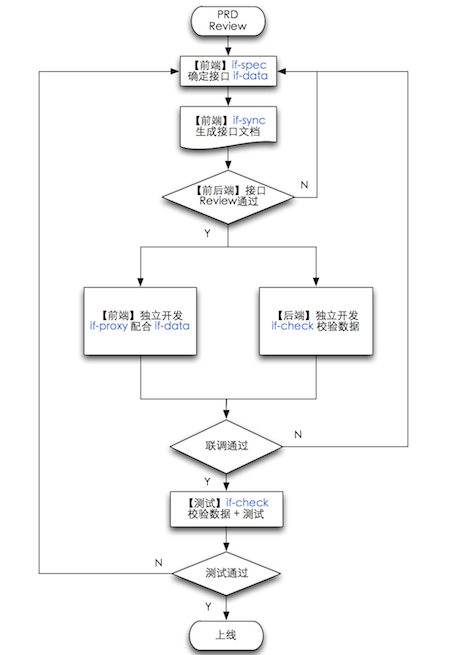 PRD
Review
【前端】if-spec
确定接口 if-data
【前端】if-sync
生成接口文档
【前后端】接口
Review通过
N
Y
【前端】独立开发
if-proxy 配合 if-data
【后端】独立开发
if-check 校验数据
联调通过
N
Y
【测试】if-check
校验数据 + 测试
测试通过
N
Y
上线